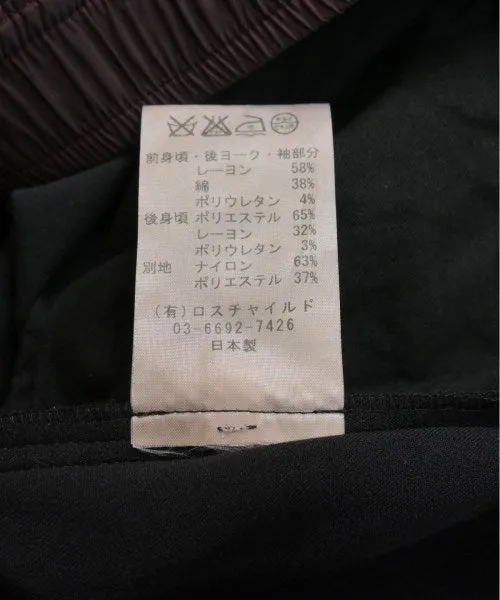 前身頃・後ヨーク・袖部分
レーヨン 58%
綿 38%
ポリウレタン 4%
後身頃 ポリエステル 65%
レーヨン 32%
ポリウレタン 3%
別地 ナイロン 63%
ポリエステル 37%
(有)ロスチャイルド
03-6692-7426
日本製